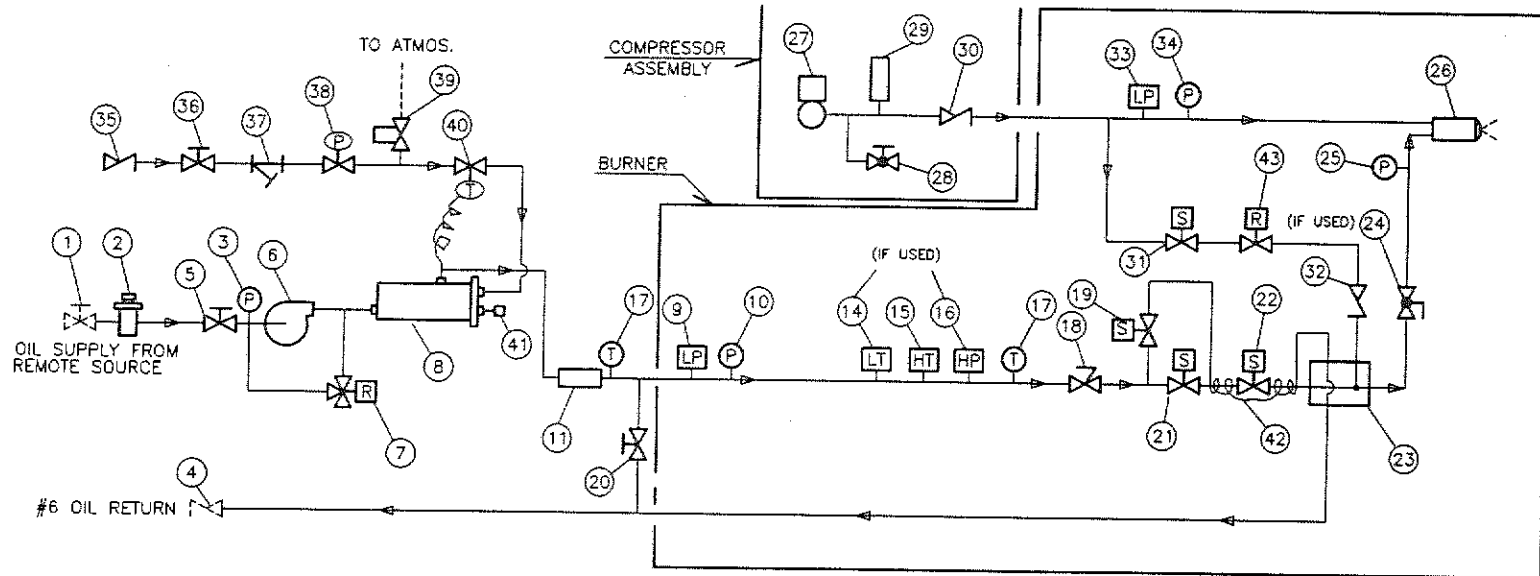 TO ATMOS.
COMPRESSOR
ASSEMBLY
27
29
30
33
34
26
LP
P
35
36
37
38
39
40
P
T
BURNER
28
25
P
43
S
R
(IF USED)
24
31
32
1
2
3
5
6
P
(IF USED)
17
9
10
14
15
16
17
18
19
22
T
LP
P
LT
HT
HP
T
S
S
S
41
8
OIL SUPPLY FROM
REMOTE SOURCE
R
7
11
20
21
42
23
4
#6 OIL RETURN